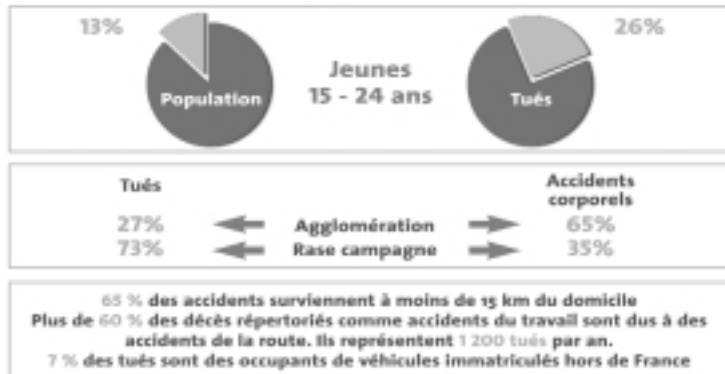 13%
26%
Jeunes
15 - 24 ans
Population
Tués
Tués
Accidents
corporels
27% Agglomération 65%
73% Rase campagne 35%
65 % des accidents surviennent à moins de 15 km du domicile
Plus de 60 % des décès répertoriés comme accidents du travail sont dus à des
accidents de la route. Ils représentent 1 200 tués par an.
7 % des tués sont des occupants de véhicules immatriculés hors de France